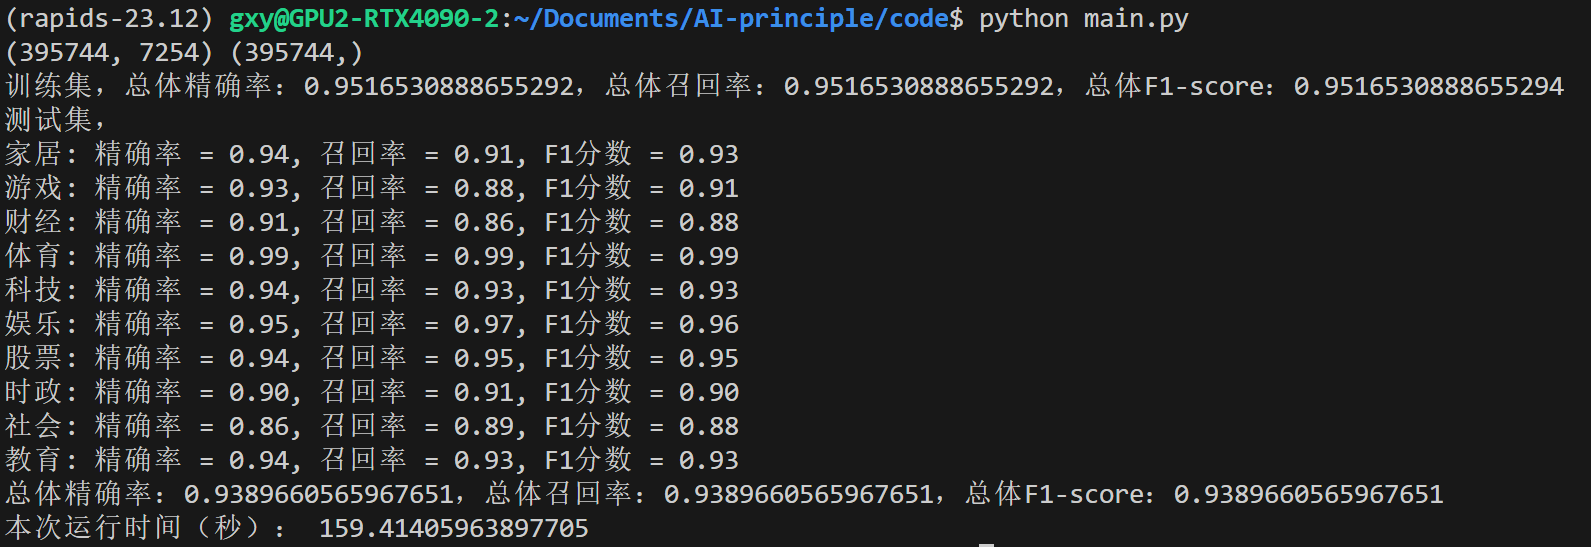 (rapids-23.12) gxy@GPU2-RTX4090-2:~/Documents/AI-principle/code$ python main.py
(395744, 7254) (395744,)
训练集，总体精确率：0.9516530888655292，总体召回率：0.9516530888655292，总体F1-score：0.9516530888655294
测试集，
家居: 精确率 = 0.94, 召回率 = 0.91, F1分数 = 0.93
游戏: 精确率 = 0.93, 召回率 = 0.88, F1分数 = 0.91
财经: 精确率 = 0.91, 召回率 = 0.86, F1分数 = 0.88
体育: 精确率 = 0.99, 召回率 = 0.99, F1分数 = 0.99
科技: 精确率 = 0.94, 召回率 = 0.93, F1分数 = 0.93
娱乐: 精确率 = 0.95, 召回率 = 0.97, F1分数 = 0.96
股票: 精确率 = 0.94, 召回率 = 0.95, F1分数 = 0.95
时政: 精确率 = 0.90, 召回率 = 0.91, F1分数 = 0.90
社会: 精确率 = 0.86, 召回率 = 0.89, F1分数 = 0.88
教育: 精确率 = 0.94, 召回率 = 0.93, F1分数 = 0.93
总体精确率：0.9389660565967651，总体召回率：0.9389660565967651，总体F1-score：0.9389660565967651
本次运行时间（秒）： 159.41405963897705